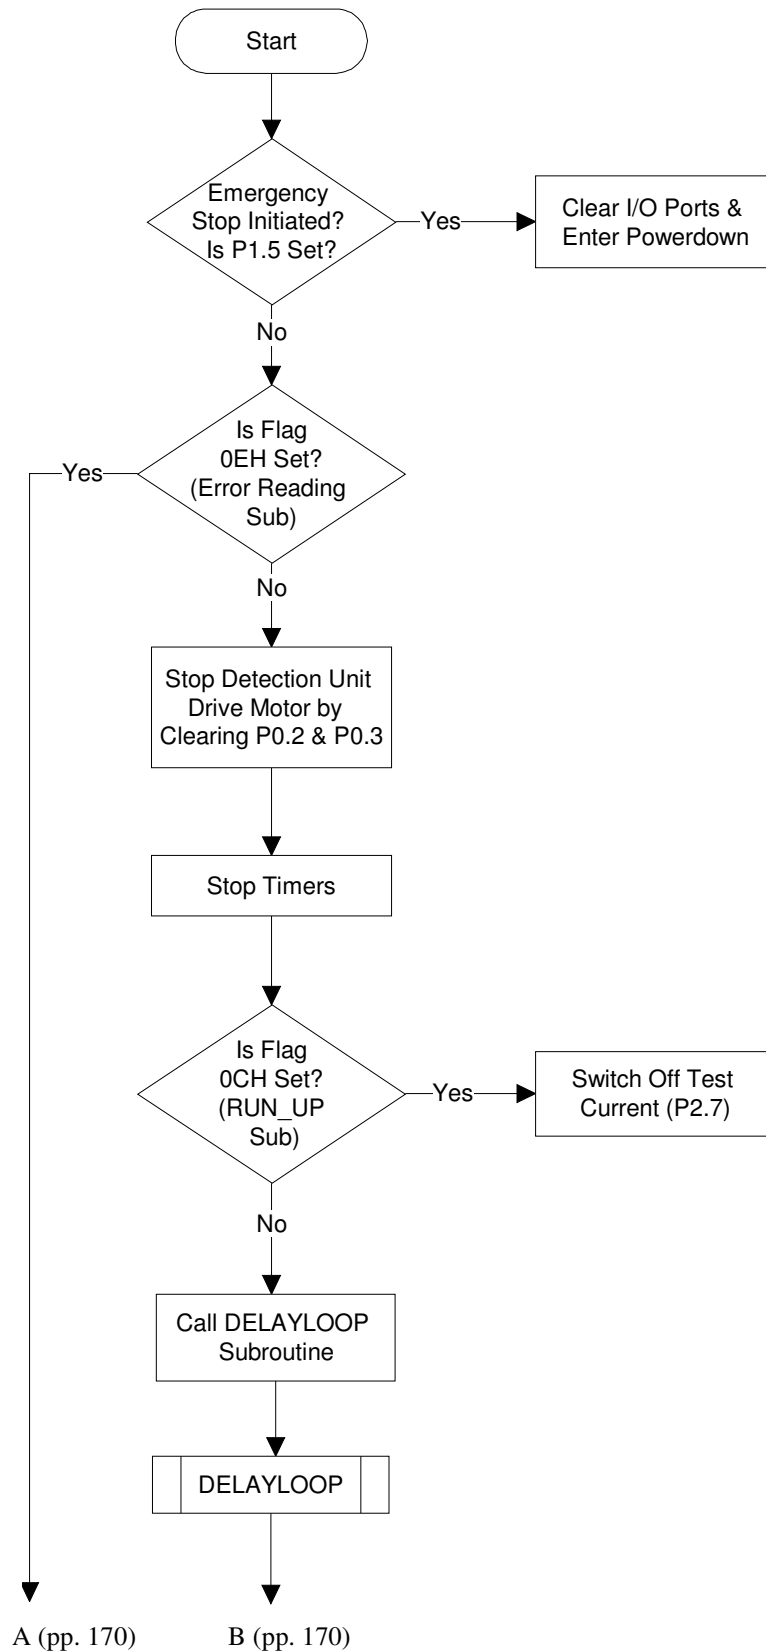 Start
Emergency
Stop Initiated?
Is P1.5 Set?
Yes
Clear I/O Ports &
Enter Powerdown
No
Is Flag
0EH Set?
(Error Reading
Sub)
Yes
No
Stop Detection Unit
Drive Motor by
Clearing P0.2 & P0.3
Stop Timers
Is Flag
0CH Set?
(RUN_UP
Sub)
Yes
Switch Off Test
Current (P2.7)
No
Call DELAYLOOP
Subroutine
DELAYLOOP
A (pp. 170)
B (pp. 170)